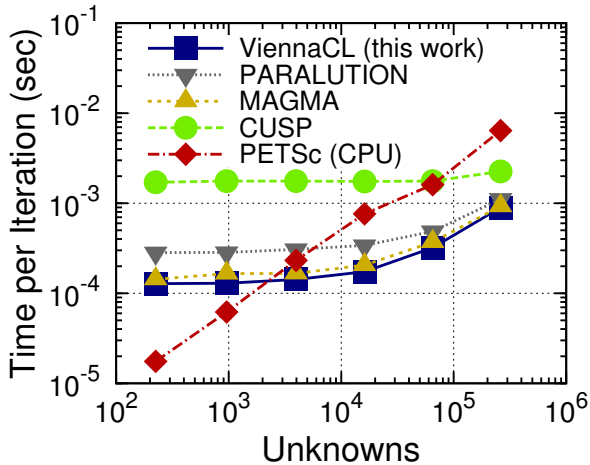 10^-1
10^-2
10^-3
10^-4
10^-5
Time per Iteration (sec)
ViennaCL (this work)
PARALUTION
MAGMA
CUSP
PETSc (CPU)
10^2 10^3 10^4 10^5 10^6
Unknowns